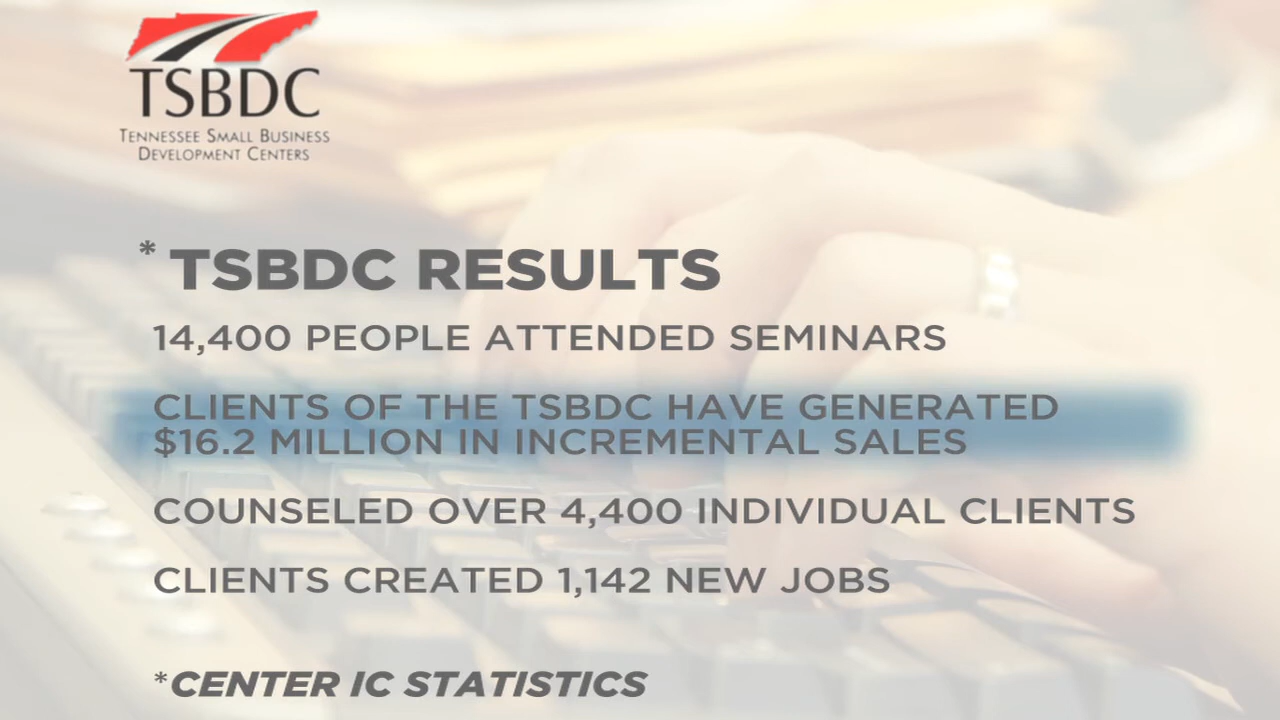 TSBDC
TENNESSEE SMALL BUSINESS
DEVELOPMENT CENTERS
* TSBDC RESULTS
14,400 PEOPLE ATTENDED SEMINARS
CLIENTS OF THE TSBDC HAVE GENERATED
$16.2 MILLION IN INCREMENTAL SALES
COUNSELED OVER 4,400 INDIVIDUAL CLIENTS
CLIENTS CREATED 1,142 NEW JOBS
*CENTER IC STATISTICS